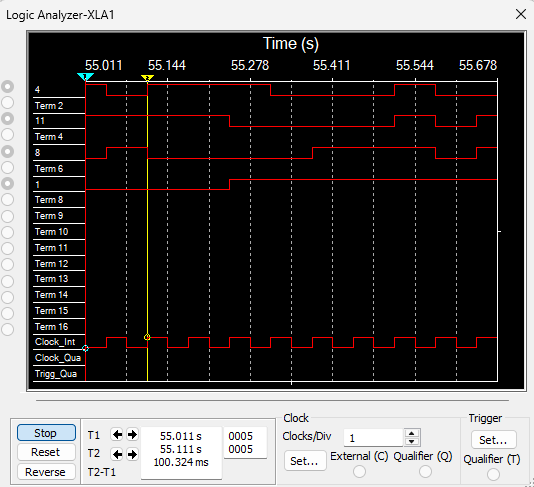 Logic Analyzer-XLA1
Time (s)
55.011 55.144 55.278 55.411 55.544 55.678
1 2
4
Term 2
11
Term 4
8
Term 6
1
Term 8
Term 9
Term 10
Term 11
Term 12
Term 13
Term 14
Term 15
Term 16
Clock_Int
Clock_Qua
Trigg_Qua
Stop
Reset
Reverse
T1 55.011 s 0005
T2 55.111 s 0005
T2-T1 100.324 ms
Clock
Clocks/Div 1
Set... External (C) Qualifier (Q)
Trigger
Set...
Qualifier (T)